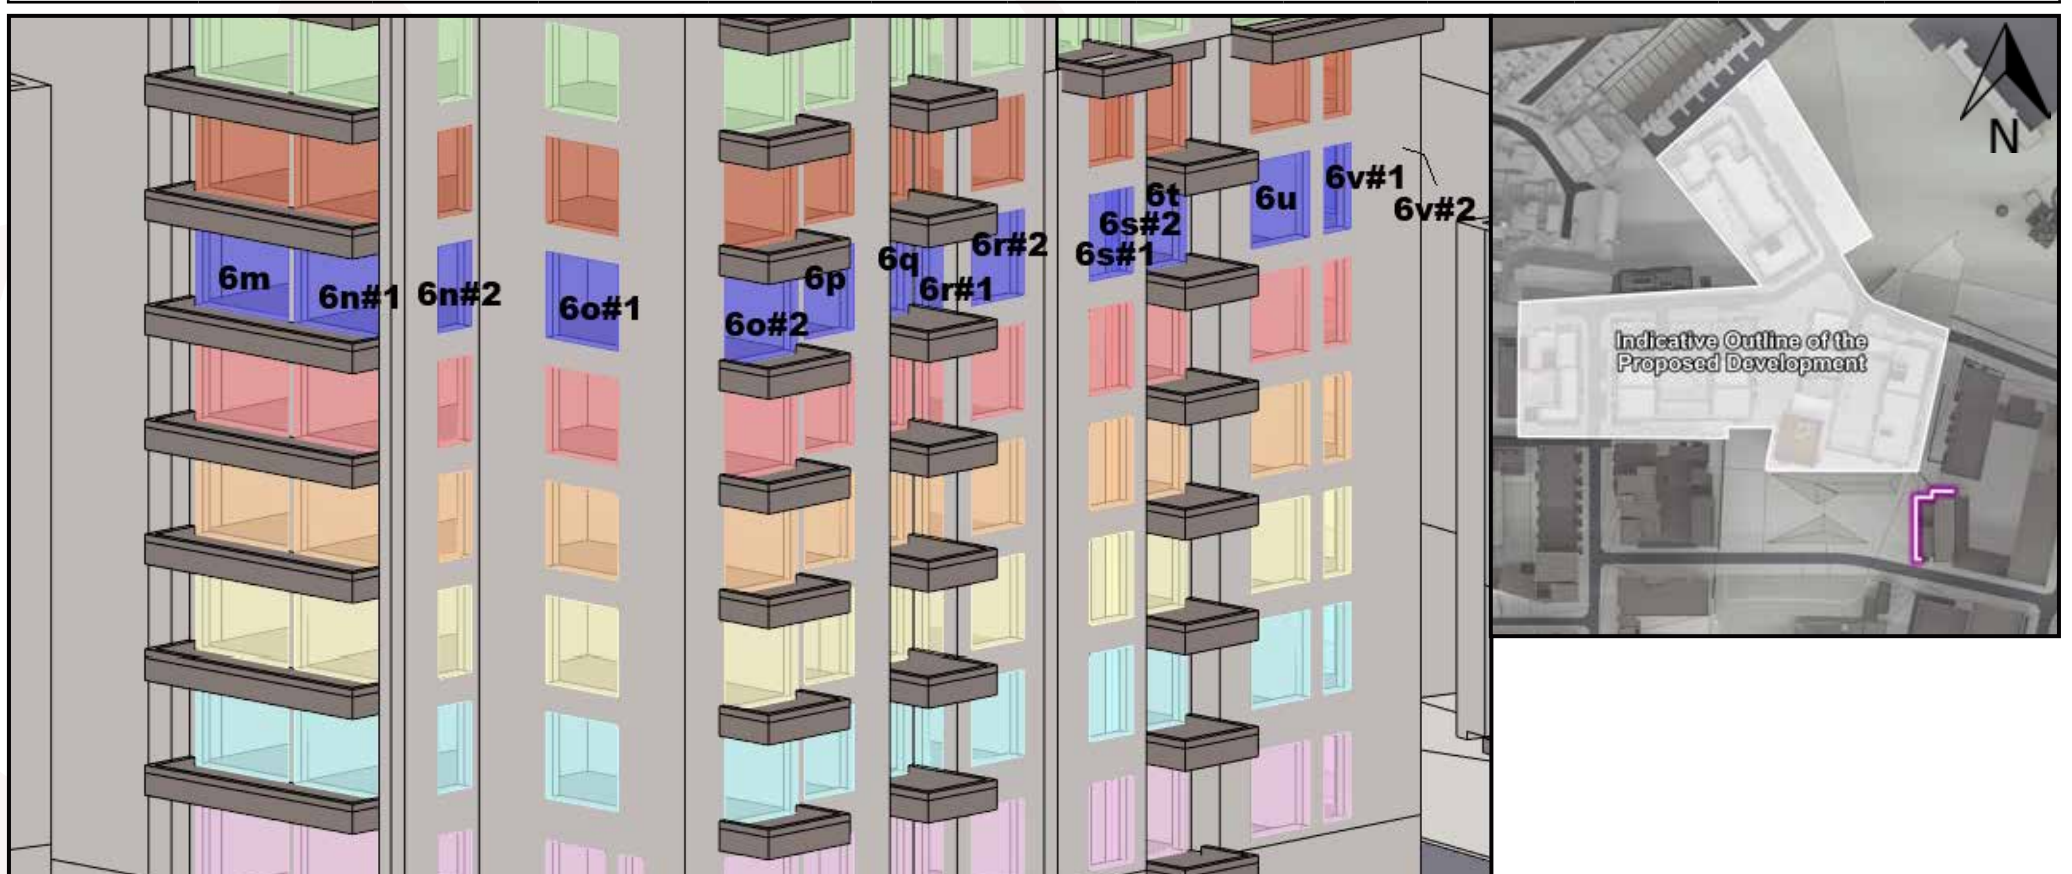 6m
6n#1
6n#2
6o#1
6o#2
6p
6q
6r#1
6r#2
6s#1
6s#2
6t
6u
6v#1
6v#2
N
Indicative Outline of the
Proposed Development